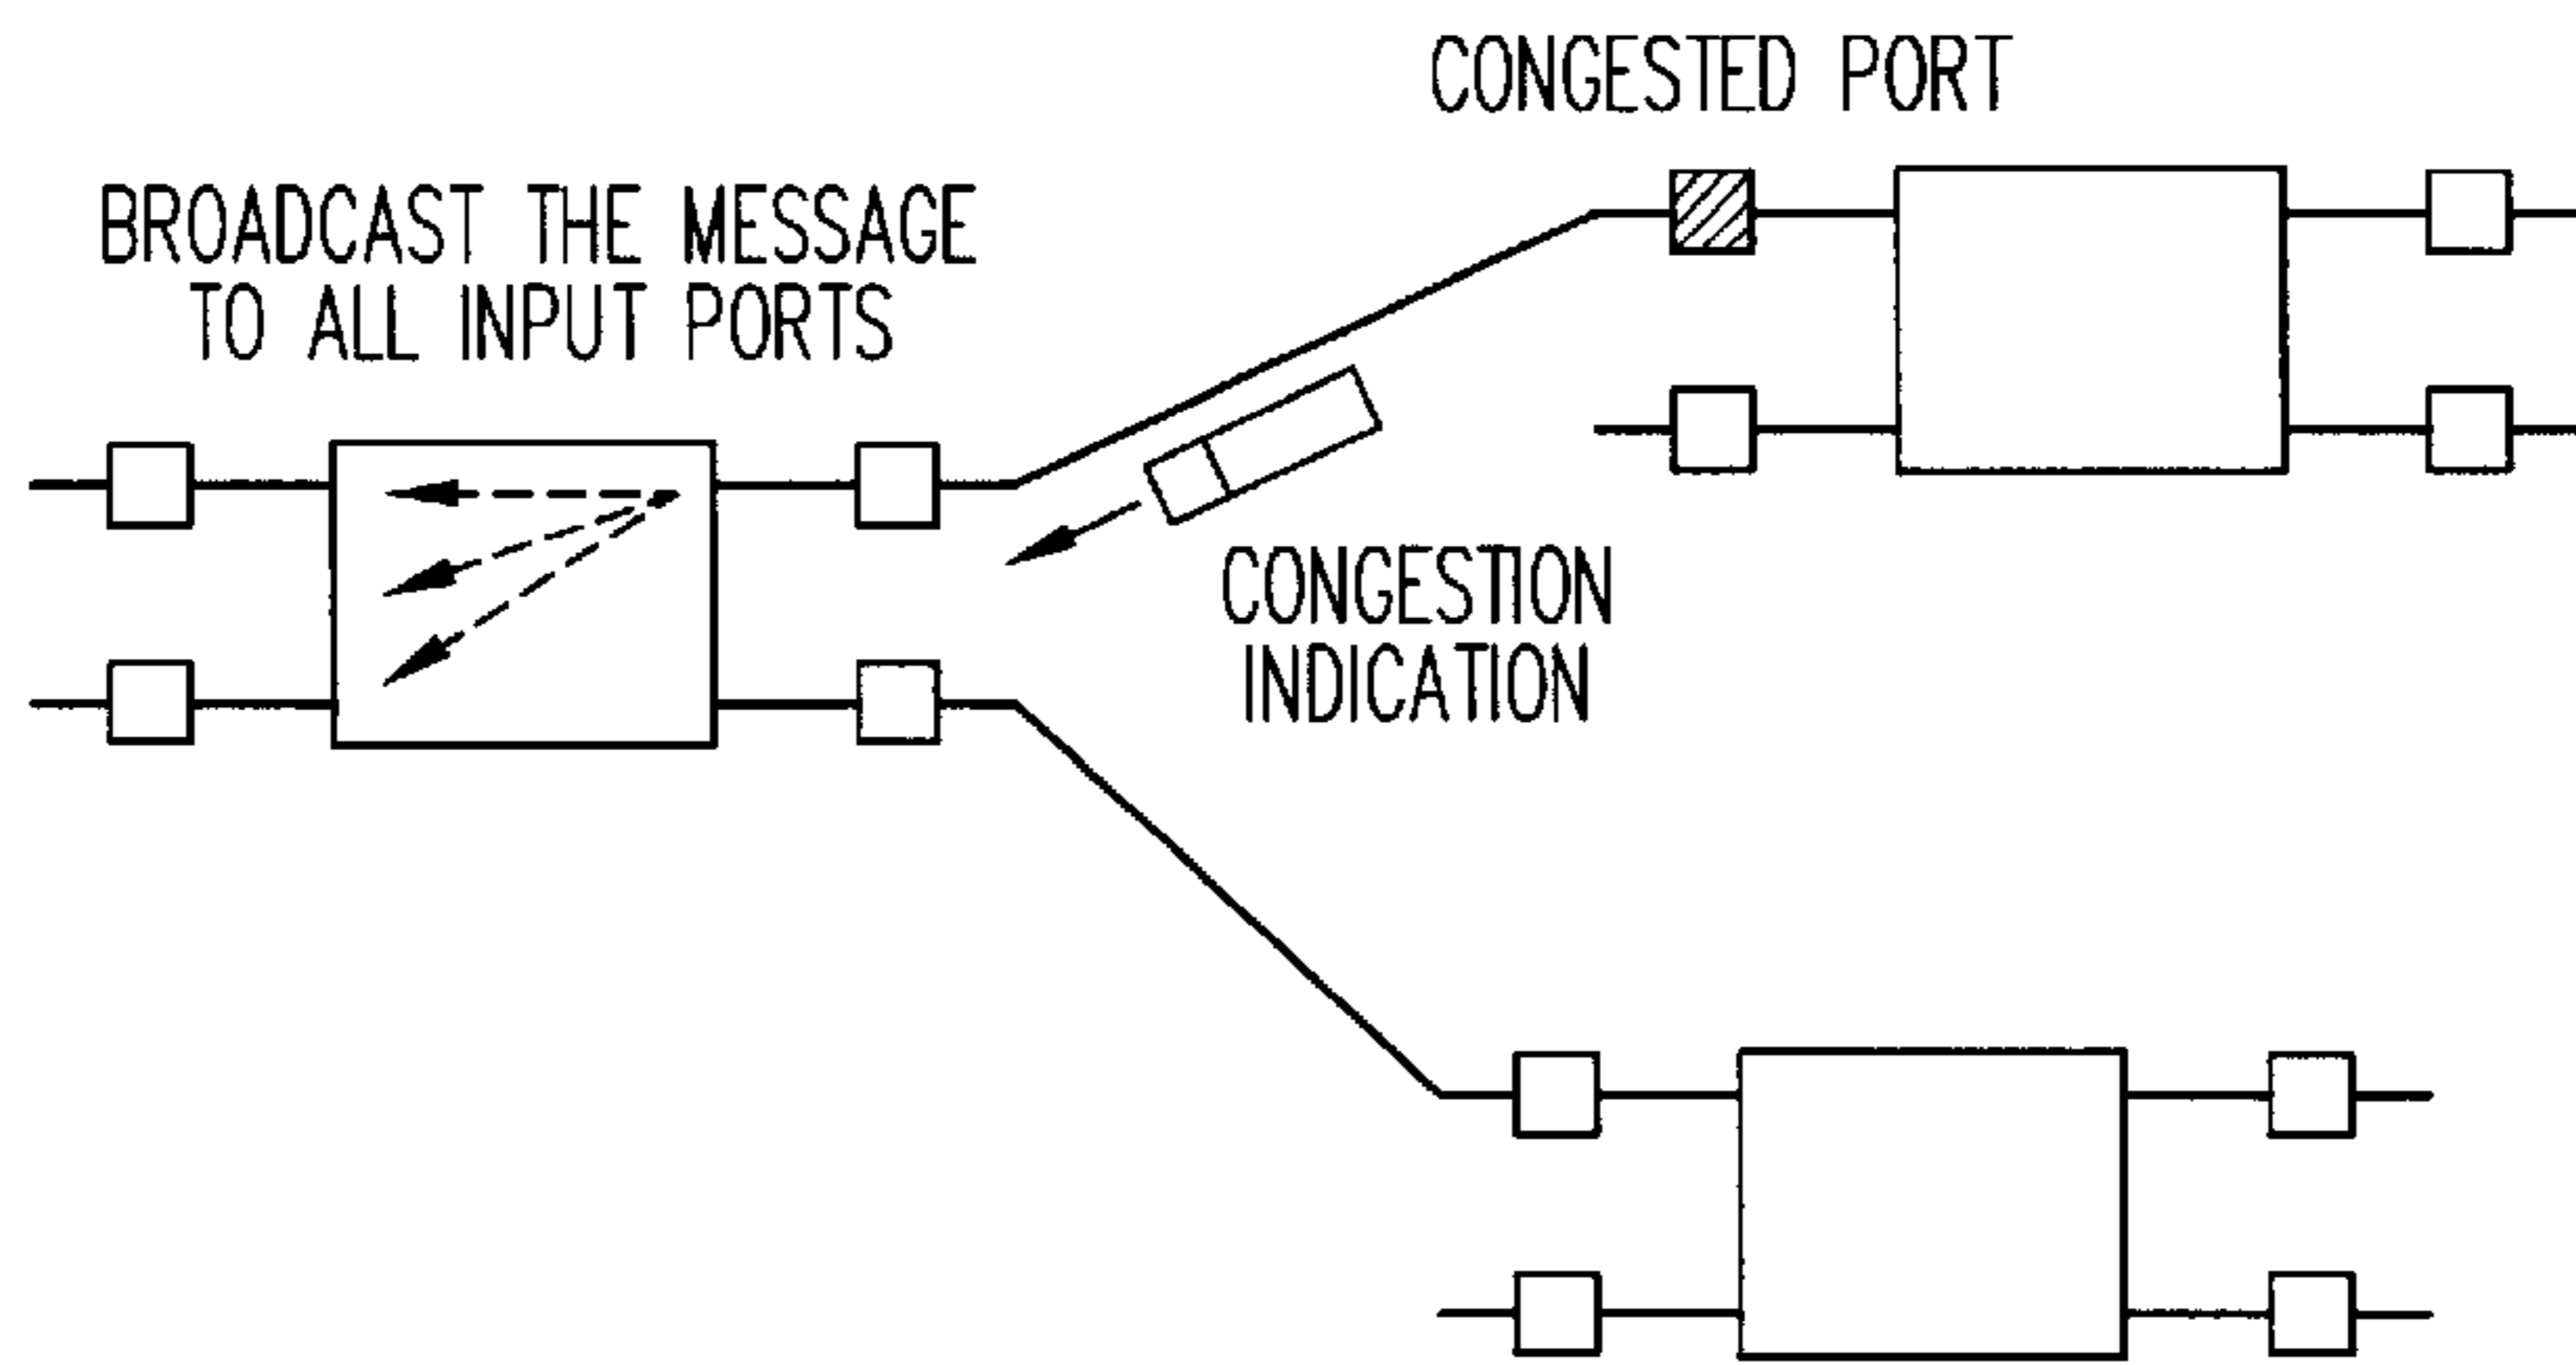 CONGESTED PORT
BROADCAST THE MESSAGE
TO ALL INPUT PORTS
CONGESTION
INDICATION